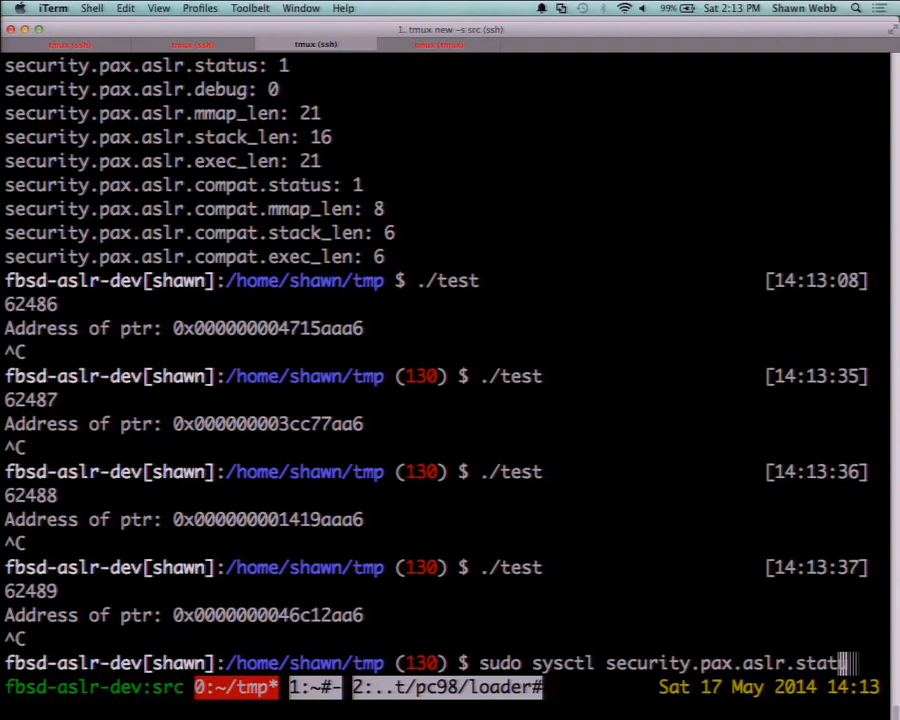 iTerm Shell Edit View Profiles Toolbelt Window Help 99% Sat 2:13 PM Shawn Webb
1. tmux new -s src (ssh)
tmux (ssh) tmux (ssh) tmux (ssh) tmux (tmux)
security.pax.aslr.status: 1
security.pax.aslr.debug: 0
security.pax.aslr.mmap_len: 21
security.pax.aslr.stack_len: 16
security.pax.aslr.exec_len: 21
security.pax.aslr.compat.status: 1
security.pax.aslr.compat.mmap_len: 8
security.pax.aslr.compat.stack_len: 6
security.pax.aslr.compat.exec_len: 6
fbsd-aslr-dev[shawn]:/home/shawn/tmp $ ./test [14:13:08]
62486
Address of ptr: 0x000000004715aaa6
^C
fbsd-aslr-dev[shawn]:/home/shawn/tmp (130) $ ./test [14:13:35]
62487
Address of ptr: 0x000000003cc77aa6
^C
fbsd-aslr-dev[shawn]:/home/shawn/tmp (130) $ ./test [14:13:36]
62488
Address of ptr: 0x000000001419aaa6
^C
fbsd-aslr-dev[shawn]:/home/shawn/tmp (130) $ ./test [14:13:37]
62489
Address of ptr: 0x0000000046c12aa6
^C
fbsd-aslr-dev[shawn]:/home/shawn/tmp (130) $ sudo sysctl security.pax.aslr.stat
fbsd-aslr-dev:src 0:~/tmp* 1:~#- 2:..t/pc98/loader# Sat 17 May 2014 14:13